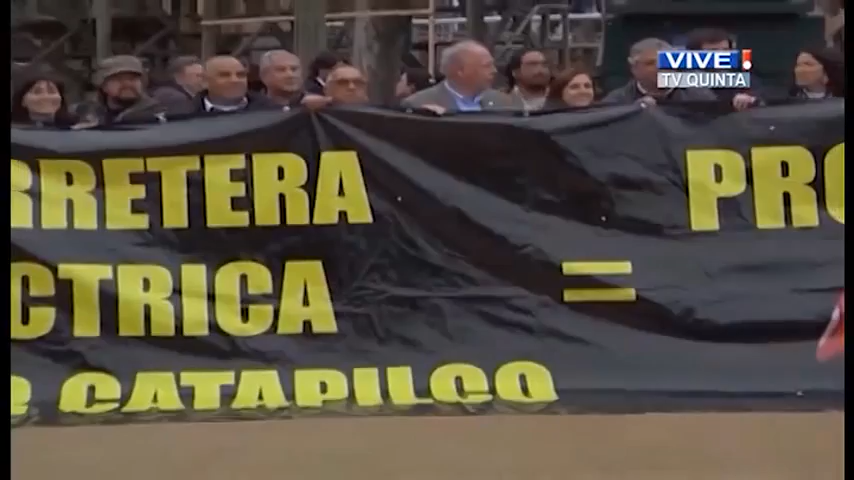 VIVE!
TV QUINTA
RRETERA
CTRICA
= PRO
R CATAPILCO